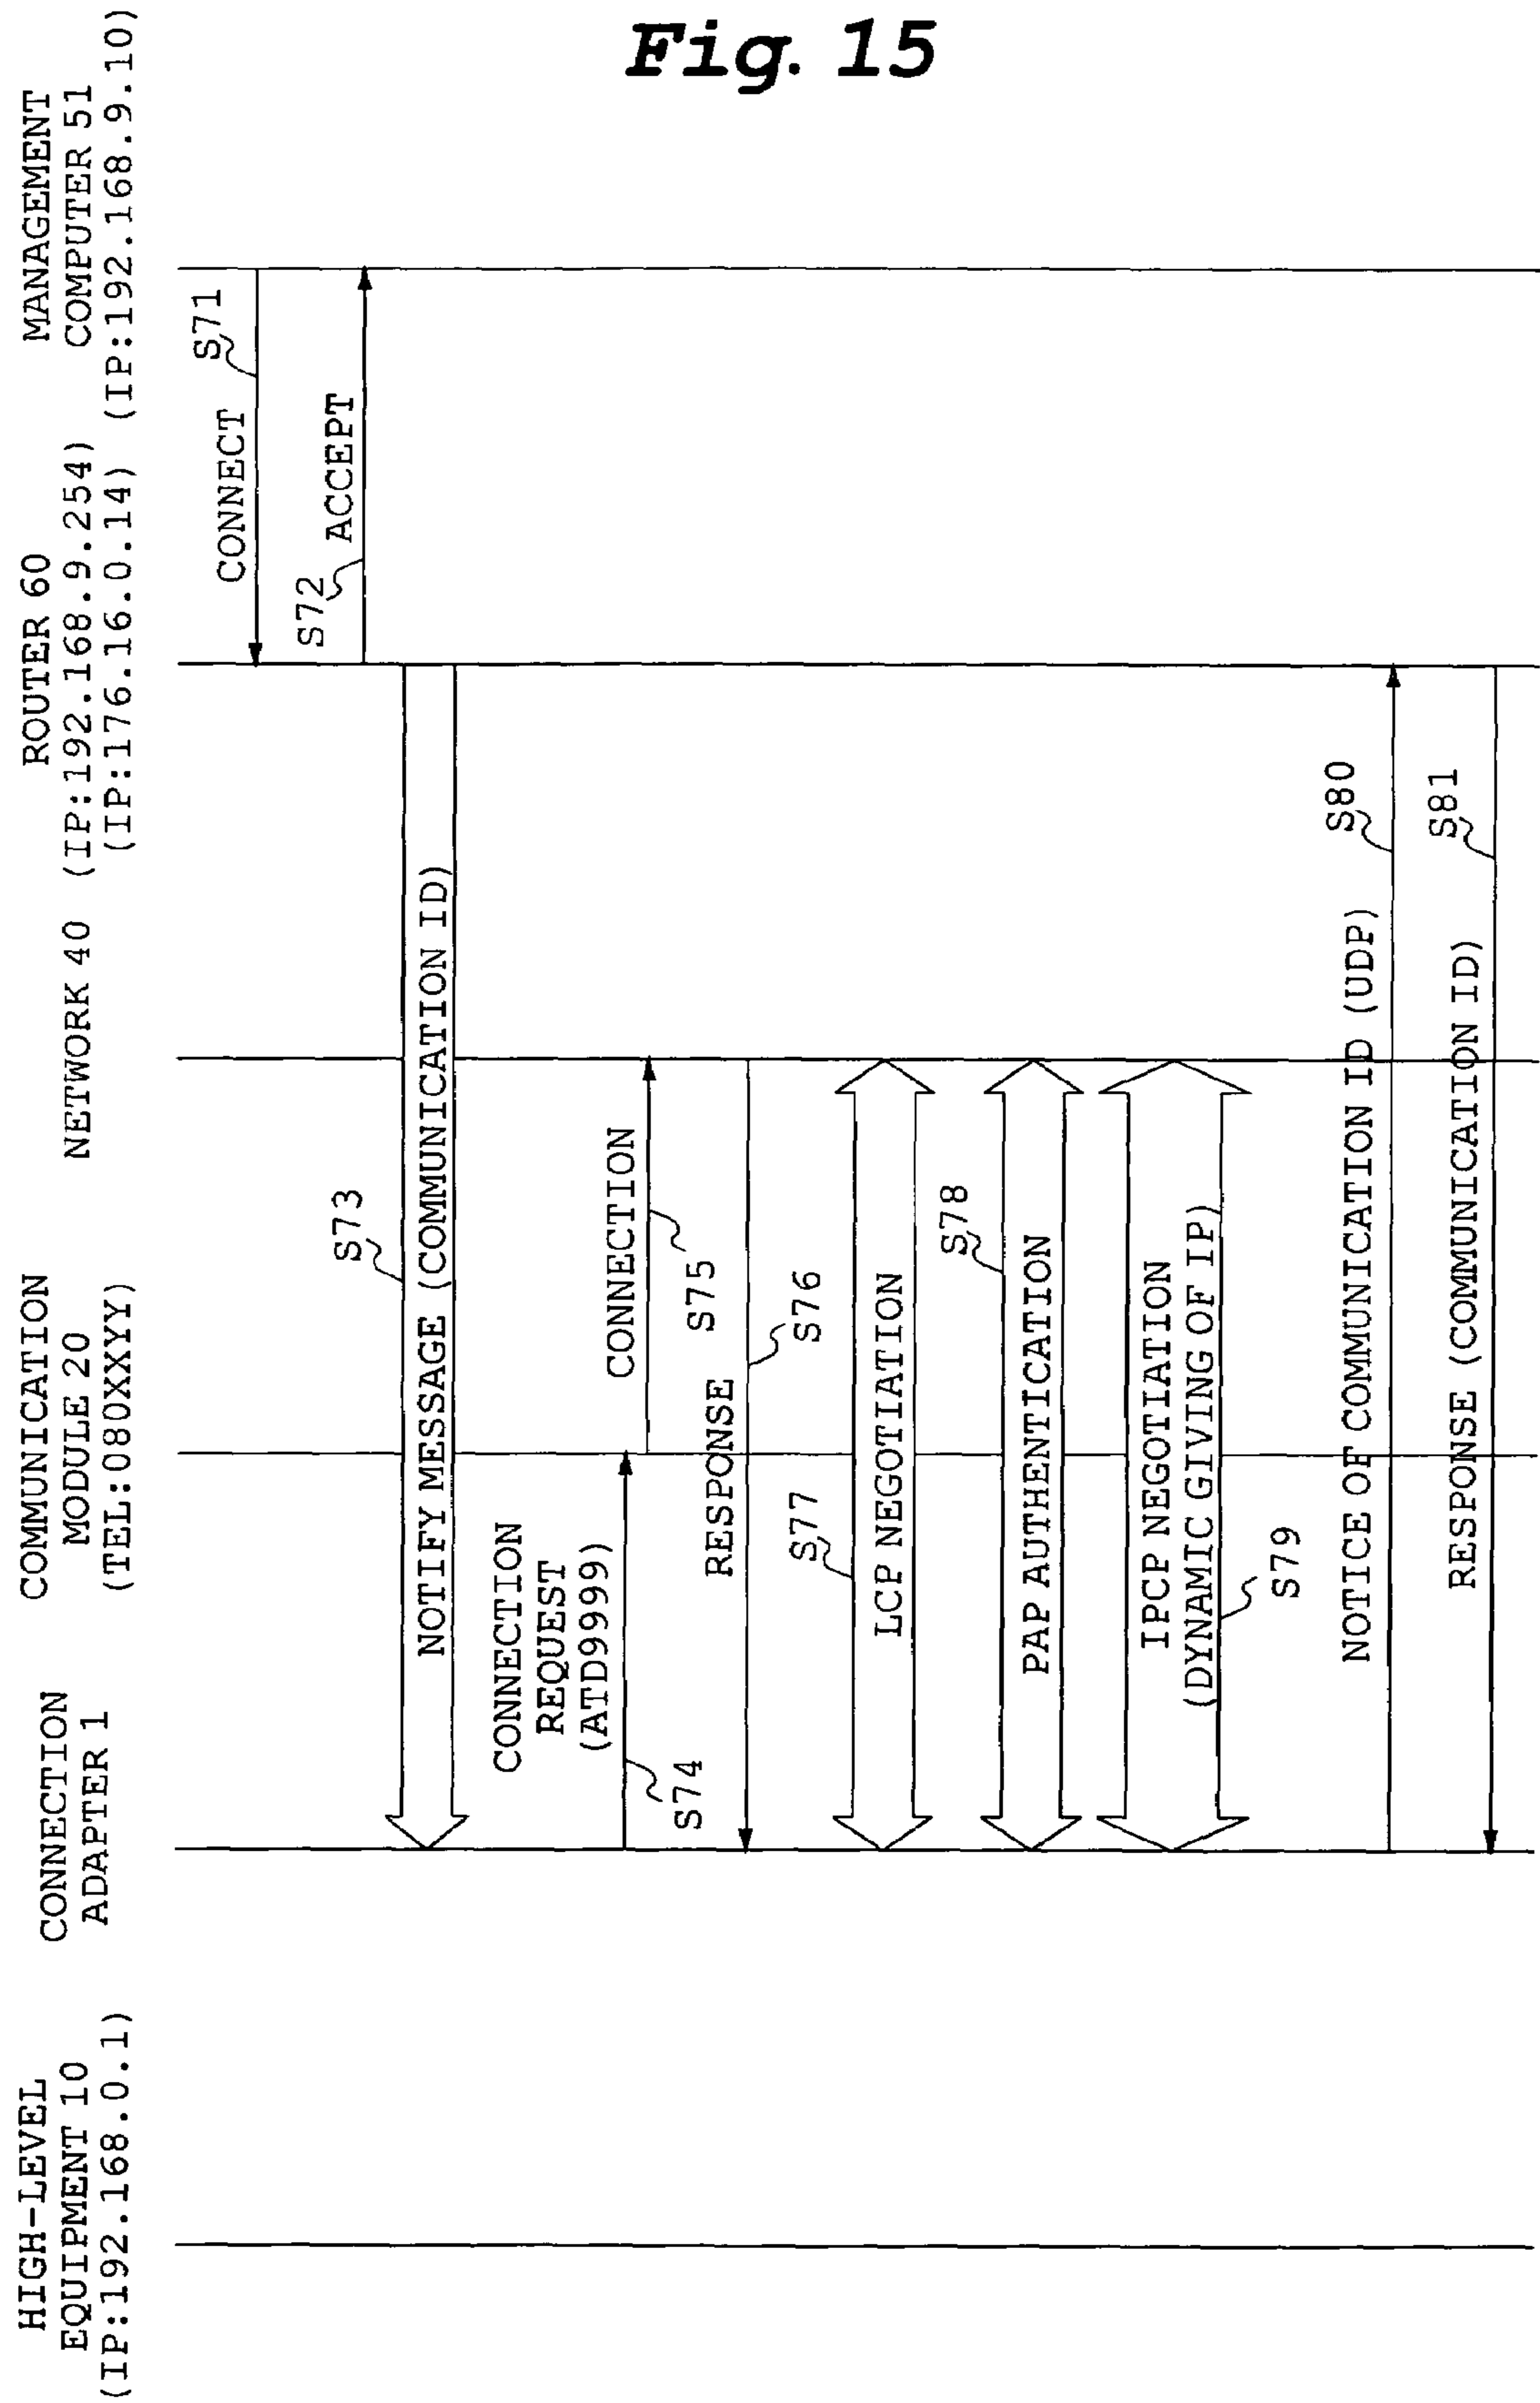 Fig. 15
HIGH-LEVEL
EQUIPMENT 10
(IP:192.168.0.1)
CONNECTION
ADAPTER 1
COMMUNICATION
MODULE 20
(TEL:080XXYY)
NETWORK 40
ROUTER 60
(IP:192.168.9.254)
(IP:176.16.0.14)
MANAGEMENT
COMPUTER 51
(IP:192.168.9.10)
S71
CONNECT
S72
ACCEPT
S73
NOTIFY MESSAGE (COMMUNICATION ID)
CONNECTION
REQUEST
(ATD9999)
S74
CONNECTION
S75
RESPONSE
S76
S77
LCP NEGOTIATION
S78
PAP AUTHENTICATION
IPCP NEGOTIATION
(DYNAMIC GIVING OF IP)
S79
NOTICE OF COMMUNICATION ID (UDP)
S80
RESPONSE (COMMUNICATION ID)
S81